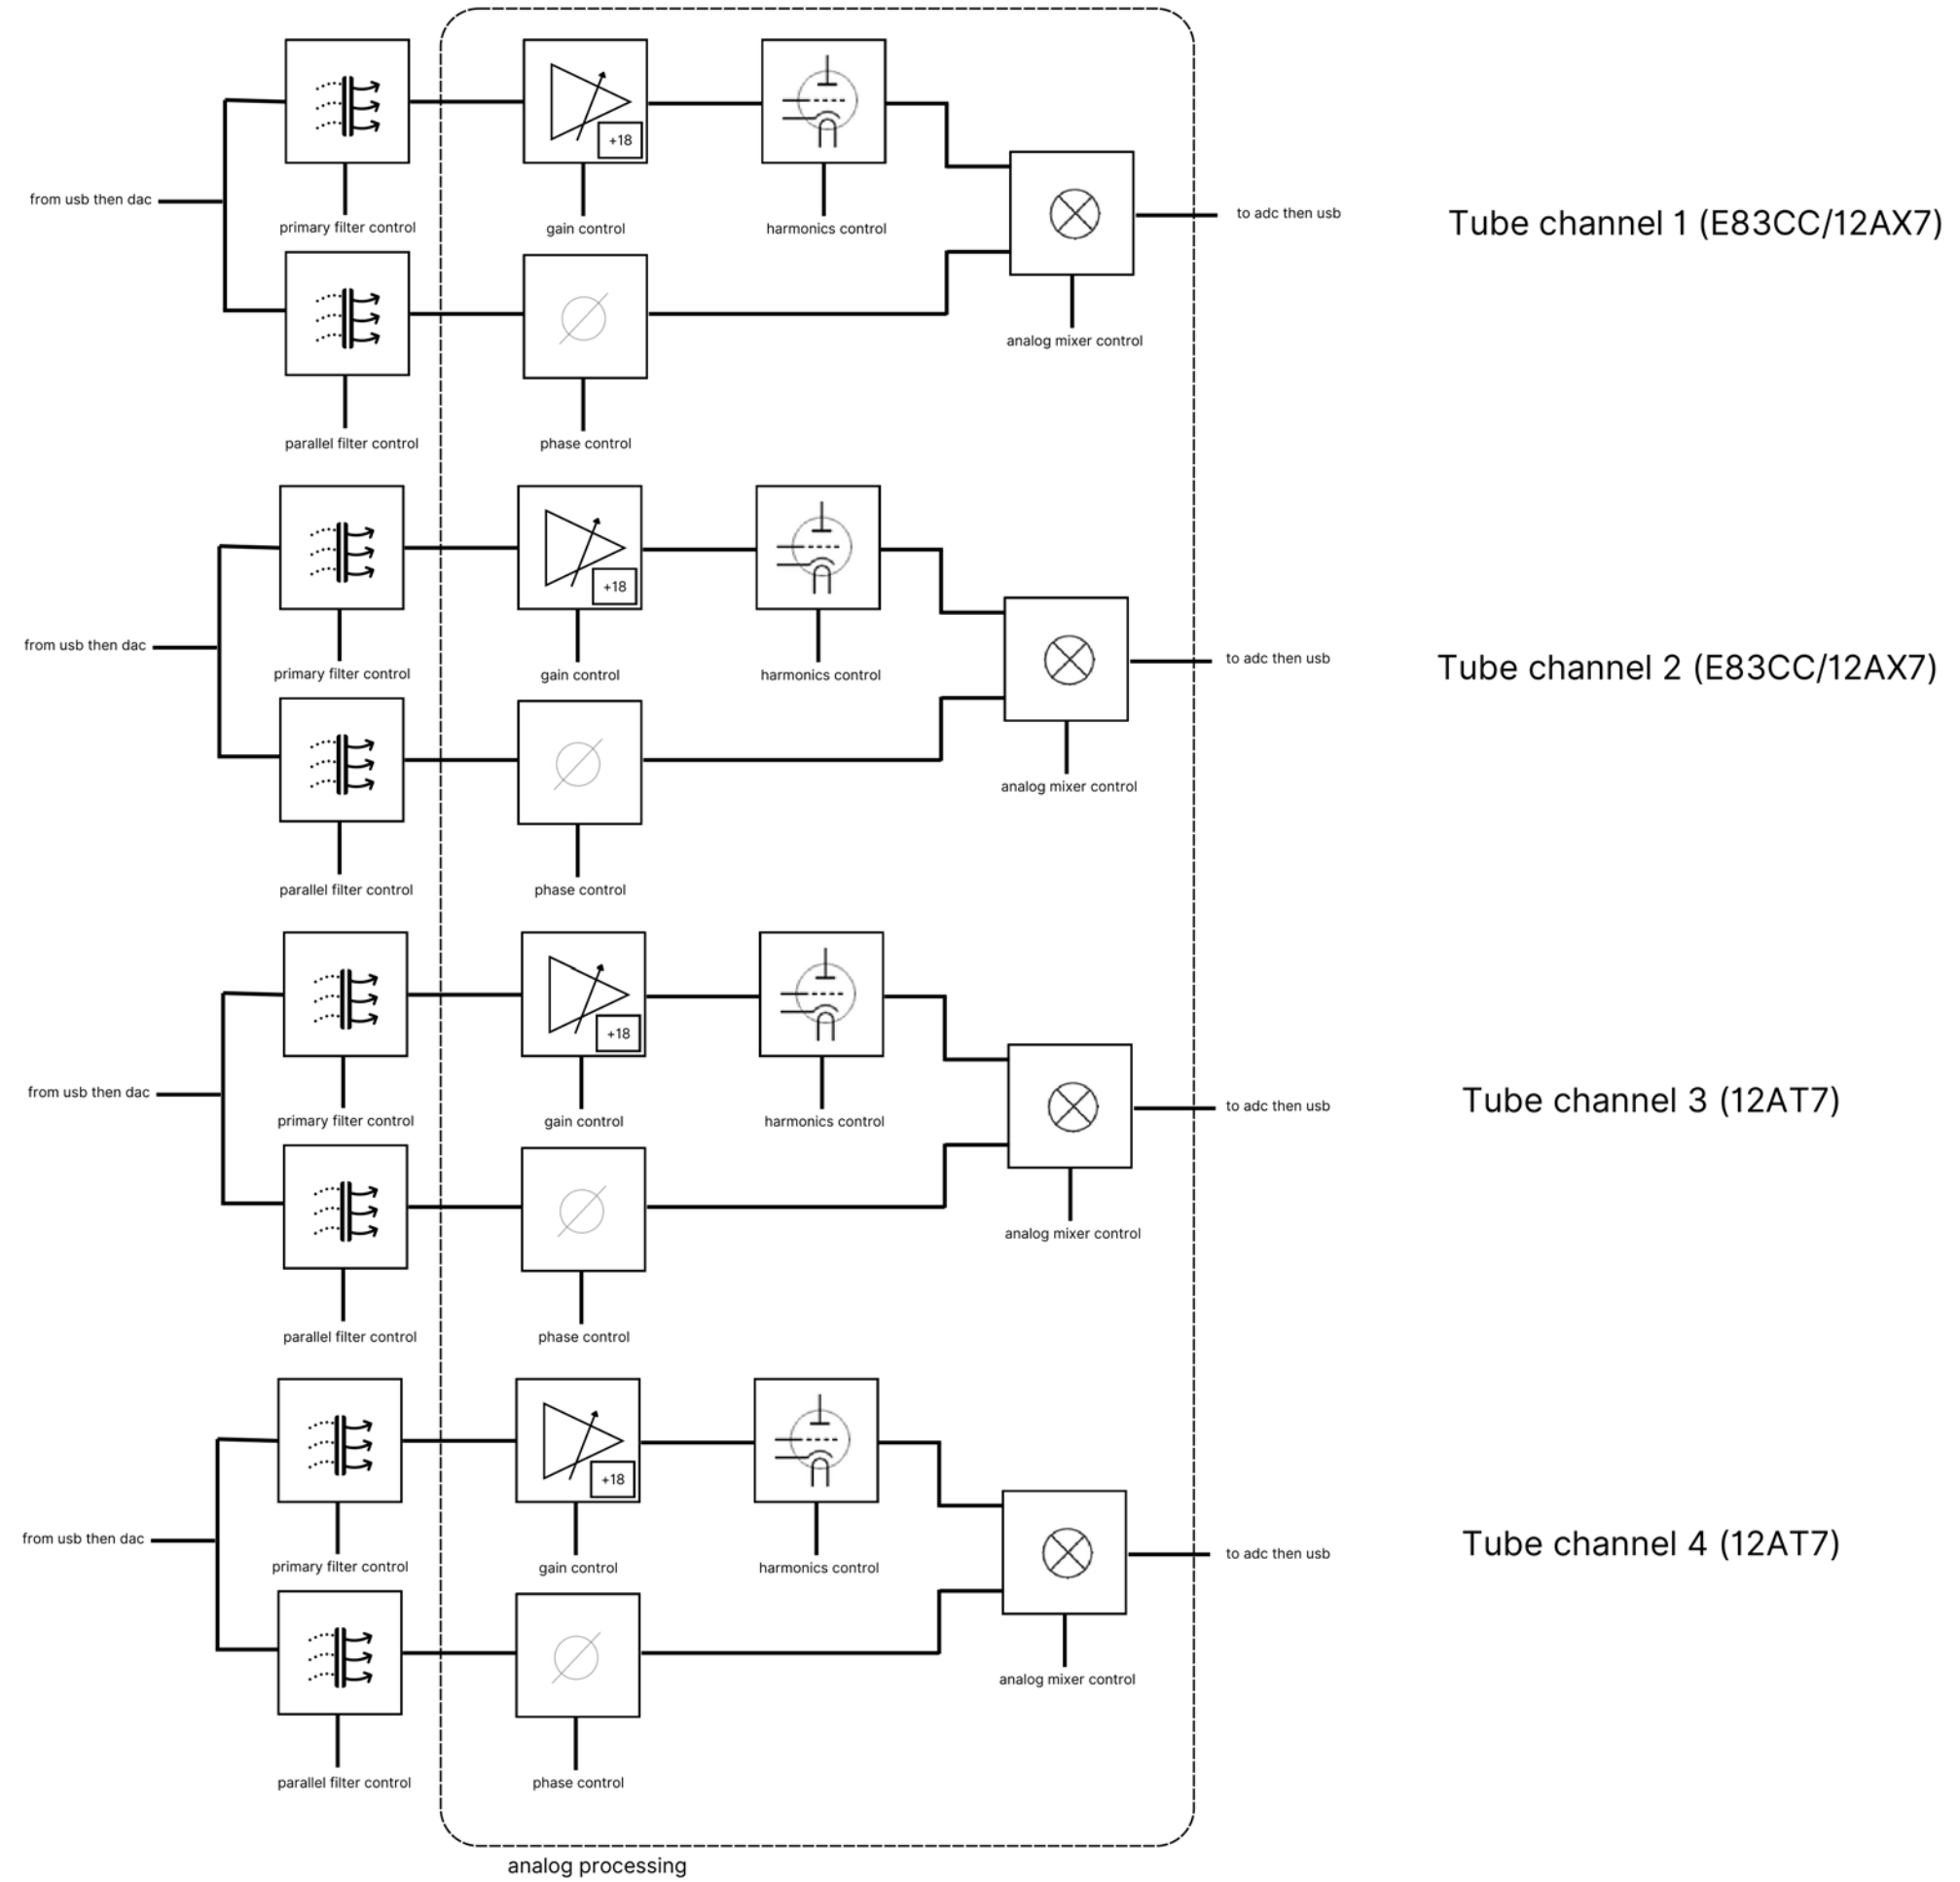 +18
from usb then dac
to adc then usb
Tube channel 1 (E83CC/12AX7)
primary filter control
gain control
harmonics control
analog mixer control
parallel filter control
phase control
+18
from usb then dac
to adc then usb
Tube channel 2 (E83CC/12AX7)
primary filter control
gain control
harmonics control
analog mixer control
parallel filter control
phase control
+18
from usb then dac
to adc then usb
Tube channel 3 (12AT7)
primary filter control
gain control
harmonics control
analog mixer control
parallel filter control
phase control
+18
from usb then dac
to adc then usb
Tube channel 4 (12AT7)
primary filter control
gain control
harmonics control
analog mixer control
parallel filter control
phase control
analog processing